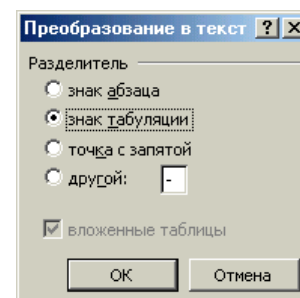 Преобразование в текст
Разделитель
знак абзаца
знак табуляции
точка с запятой
другой: -
вложенные таблицы
ОК Отмена